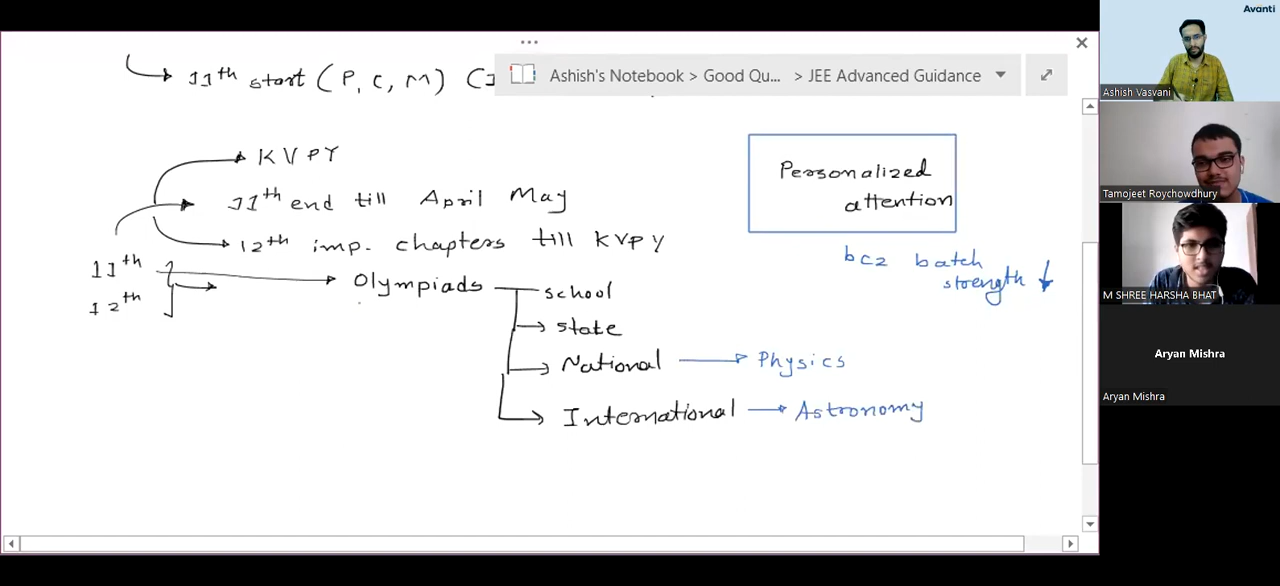 Avanti
11th start (P, C, M)
Ashish's Notebook > Good Qu... > JEE Advanced Guidance
Ashish Vasvani
KVPY
11th end till April May
12th imp. chapters till KVPY
11th
12th
Olympiads
school
state
National
Physics
International
Astronomy
Personalized
attention
bcz batch
strength ↓
Tamojeet Roychowdhury
M SHREE HARSHA BHAT
Aryan Mishra
Aryan Mishra